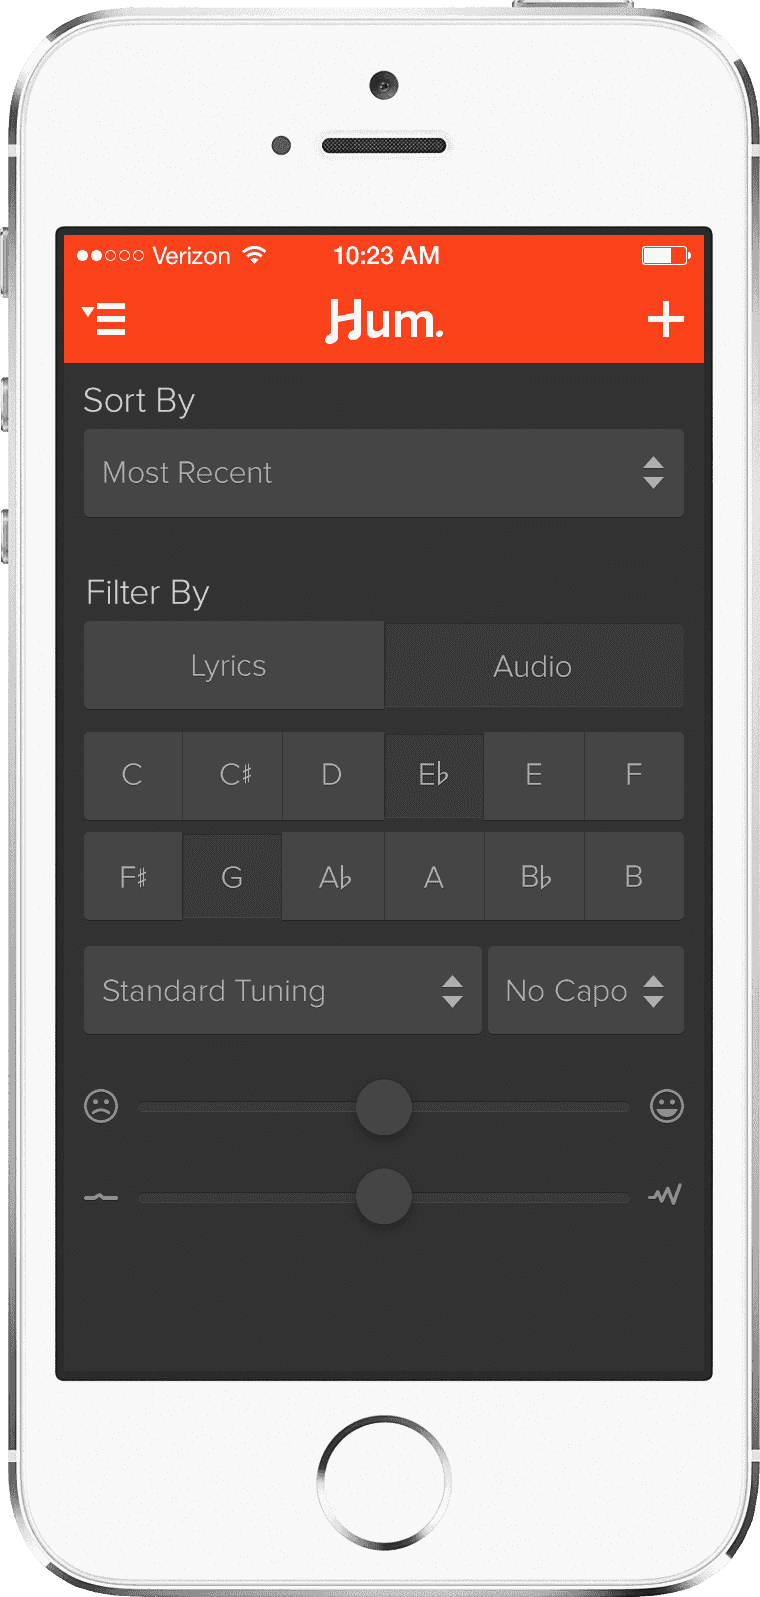 Verizon 10:23 AM
Hum.
Sort By
Most Recent
Filter By
Lyrics Audio
C C♯ D E♭ E F
F♯ G A♭ A B♭ B
Standard Tuning No Capo